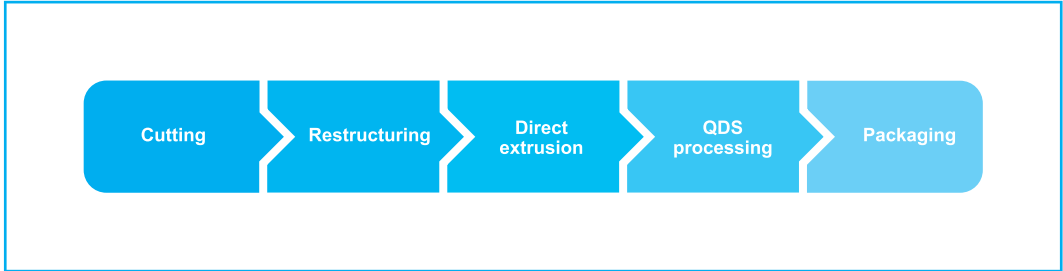 Cutting
Restructuring
Direct
extrusion
QDS
processing
Packaging